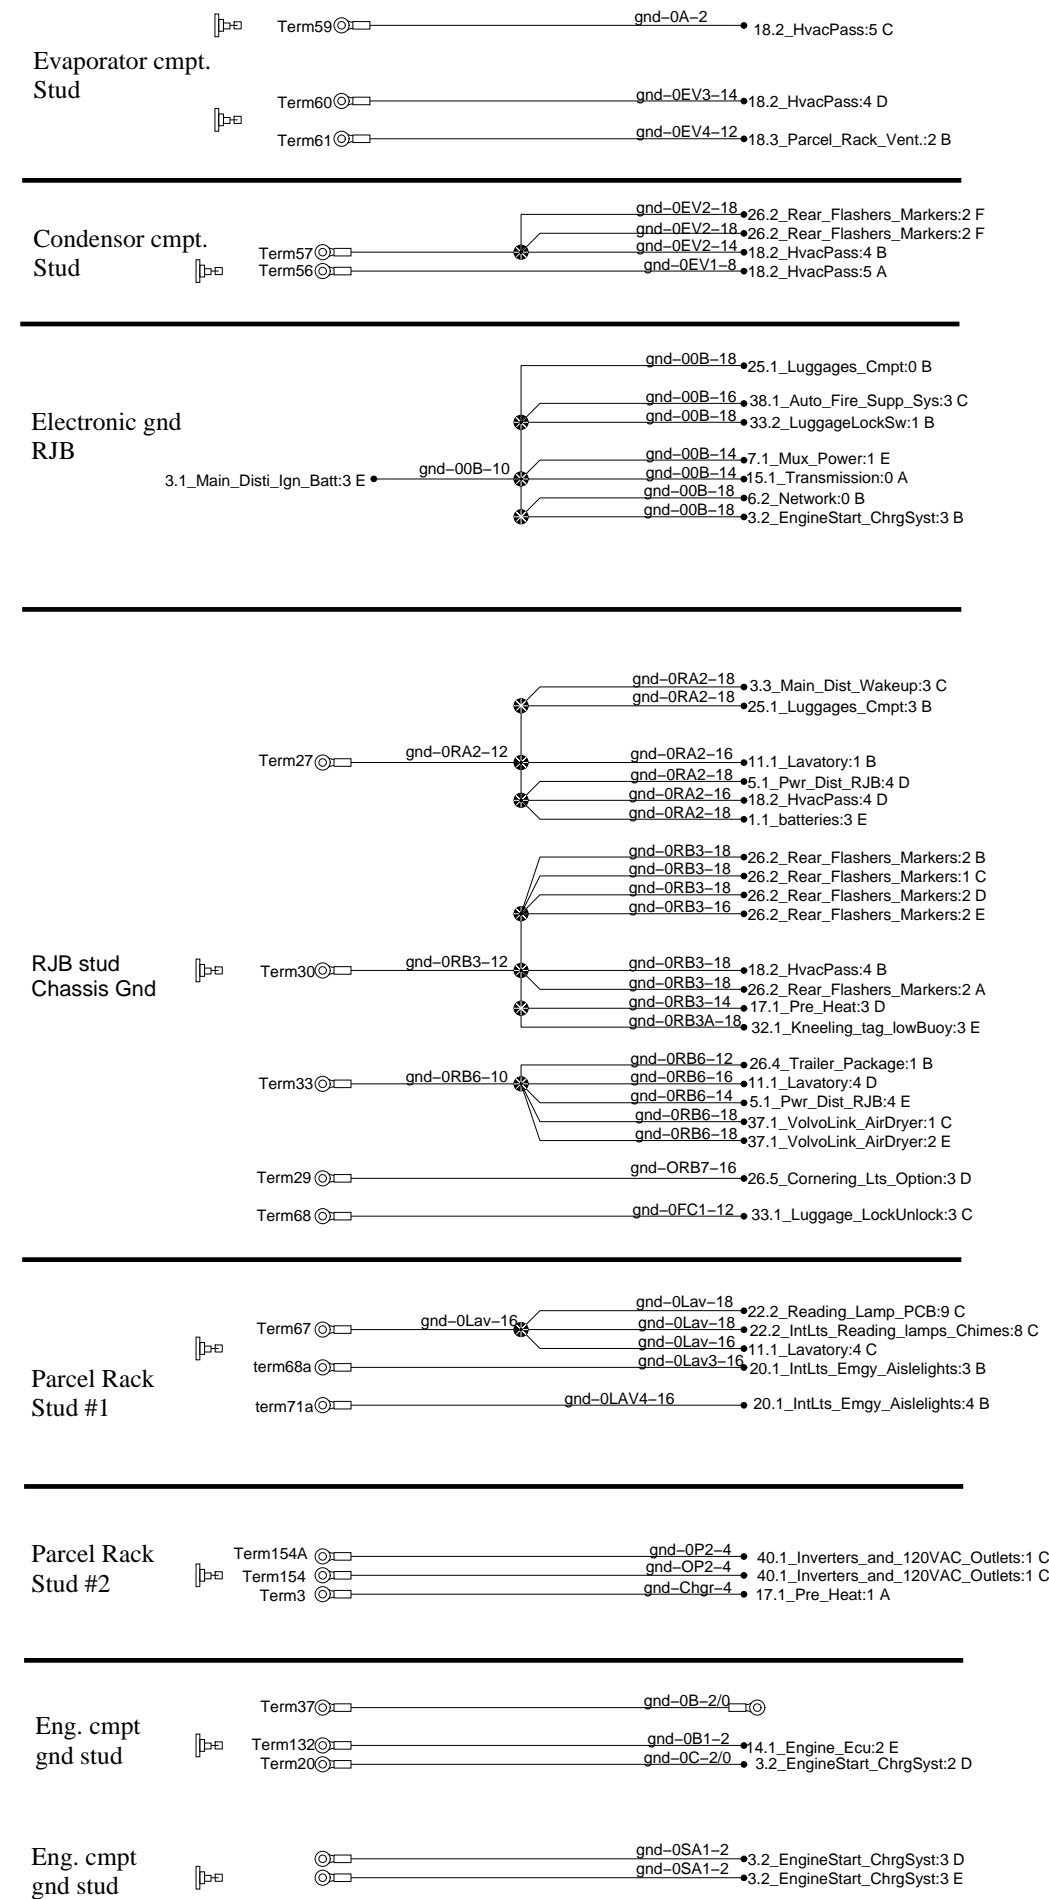 gnd–0A–2
Term59
18.2_HvacPass:5 C
Evaporator cmpt.
Stud
gnd–0EV3–14
Term60
18.2_HvacPass:4 D
gnd–0EV4–12
Term61
18.3_Parcel_Rack_Vent.:2 B
gnd–0EV2–18
26.2_Rear_Flashers_Markers:2 F
gnd–0EV2–18
26.2_Rear_Flashers_Markers:2 F
Condensor cmpt.
Stud
Term57
gnd–0EV2–14
18.2_HvacPass:4 B
Term56
gnd–0EV1–8
18.2_HvacPass:5 A
gnd–00B–18
25.1_Luggages_Cmpt:0 B
gnd–00B–16
38.1_Auto_Fire_Supp_Sys:3 C
Electronic gnd
RJB
gnd–00B–18
33.2_LuggageLockSw:1 B
gnd–00B–14
7.1_Mux_Power:1 E
3.1_Main_Disti_Ign_Batt:3 E
gnd–00B–10
gnd–00B–14
15.1_Transmission:0 A
gnd–00B–18
6.2_Network:0 B
gnd–00B–18
3.2_EngineStart_ChrgSyst:3 B
gnd–0RA2–18
3.3_Main_Dist_Wakeup:3 C
gnd–0RA2–18
25.1_Luggages_Cmpt:3 B
Term27
gnd–0RA2–12
gnd–0RA2–16
11.1_Lavatory:1 B
gnd–0RA2–18
5.1_Pwr_Dist_RJB:4 D
gnd–0RA2–16
18.2_HvacPass:4 D
gnd–0RA2–18
1.1_batteries:3 E
gnd–0RB3–18
26.2_Rear_Flashers_Markers:2 B
gnd–0RB3–18
26.2_Rear_Flashers_Markers:1 C
gnd–0RB3–18
26.2_Rear_Flashers_Markers:2 D
gnd–0RB3–16
26.2_Rear_Flashers_Markers:2 E
RJB stud
Chassis Gnd
Term30
gnd–0RB3–12
gnd–0RB3–18
18.2_HvacPass:4 B
gnd–0RB3–18
26.2_Rear_Flashers_Markers:2 A
gnd–0RB3–14
17.1_Pre_Heat:3 D
gnd–0RB3A–18
32.1_Kneeling_tag_lowBuoy:3 E
gnd–0RB6–12
26.4_Trailer_Package:1 B
Term33
gnd–0RB6–10
gnd–0RB6–16
11.1_Lavatory:4 D
gnd–0RB6–14
5.1_Pwr_Dist_RJB:4 E
gnd–0RB6–18
37.1_VolvoLink_AirDryer:1 C
gnd–0RB6–18
37.1_VolvoLink_AirDryer:2 E
Term29
gnd–ORB7–16
26.5_Cornering_Lts_Option:3 D
Term68
gnd–0FC1–12
33.1_Luggage_LockUnlock:3 C
gnd–0Lav–18
22.2_Reading_Lamp_PCB:9 C
Term67
gnd–0Lav–16
gnd–0Lav–18
22.2_IntLts_Reading_lamps_Chimes:8 C
gnd–0Lav–16
11.1_Lavatory:4 C
Parcel Rack
Stud #1
term68a
gnd–0Lav3–16
20.1_IntLts_Emgy_Aislelights:3 B
term71a
gnd–0LAV4–16
20.1_IntLts_Emgy_Aislelights:4 B
Parcel Rack
Stud #2
Term154A
gnd–0P2–4
40.1_Inverters_and_120VAC_Outlets:1 C
Term154
gnd–OP2–4
40.1_Inverters_and_120VAC_Outlets:1 C
Term3
gnd–Chgr–4
17.1_Pre_Heat:1 A
Term37
gnd–0B–2/0
Eng. cmpt
gnd stud
Term132
gnd–0B1–2
14.1_Engine_Ecu:2 E
Term20
gnd–0C–2/0
3.2_EngineStart_ChrgSyst:2 D
Eng. cmpt
gnd stud
gnd–0SA1–2
3.2_EngineStart_ChrgSyst:3 D
gnd–0SA1–2
3.2_EngineStart_ChrgSyst:3 E